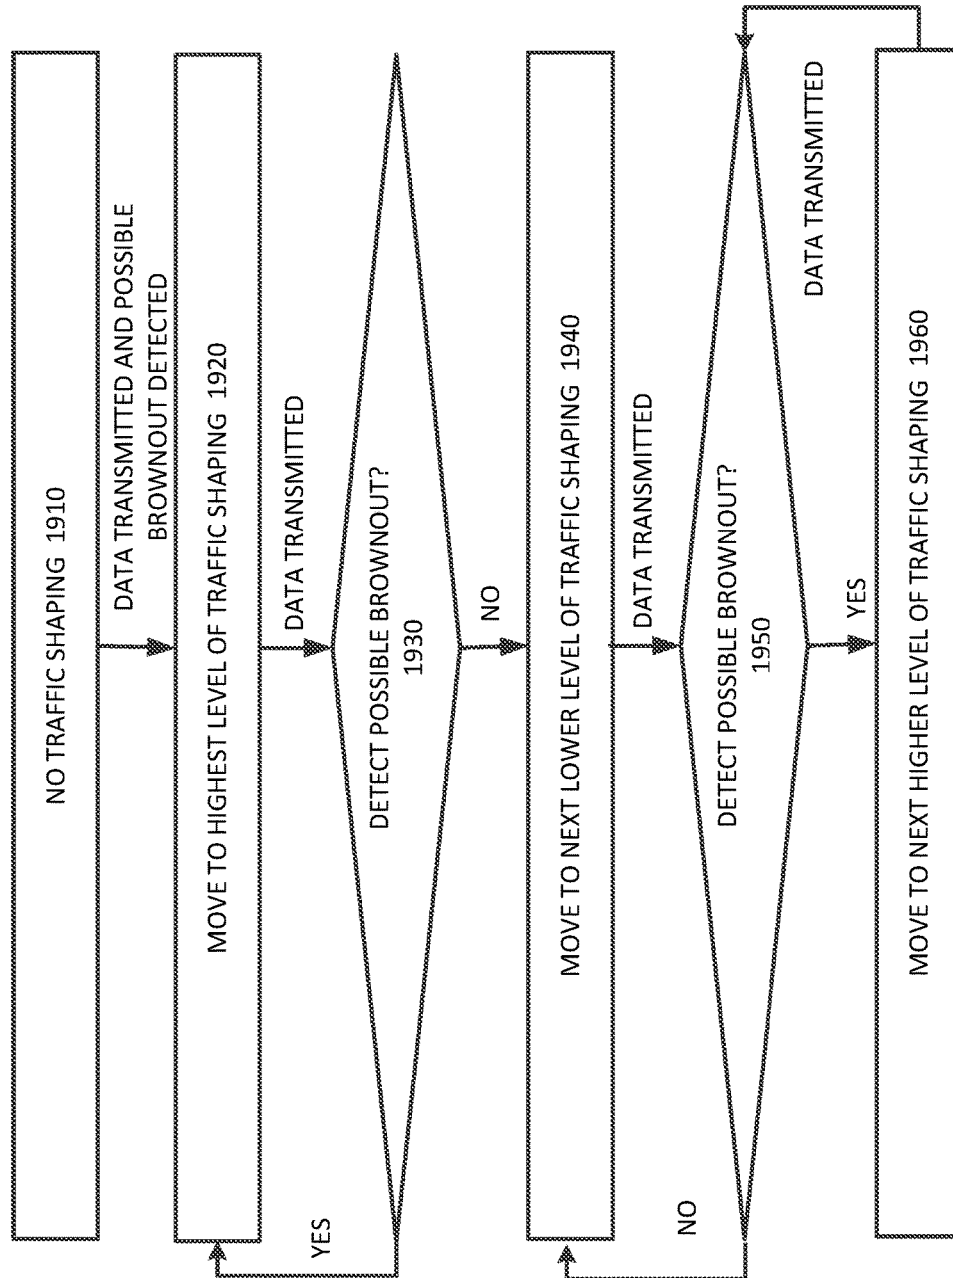 NO TRAFFIC SHAPING 1910
DATA TRANSMITTED AND POSSIBLE
BROWNOUT DETECTED
MOVE TO HIGHEST LEVEL OF TRAFFIC SHAPING 1920
DATA TRANSMITTED
YES
DETECT POSSIBLE BROWNOUT?
1930
NO
MOVE TO NEXT LOWER LEVEL OF TRAFFIC SHAPING 1940
DATA TRANSMITTED
NO
DETECT POSSIBLE BROWNOUT?
1950
DATA TRANSMITTED
YES
MOVE TO NEXT HIGHER LEVEL OF TRAFFIC SHAPING 1960